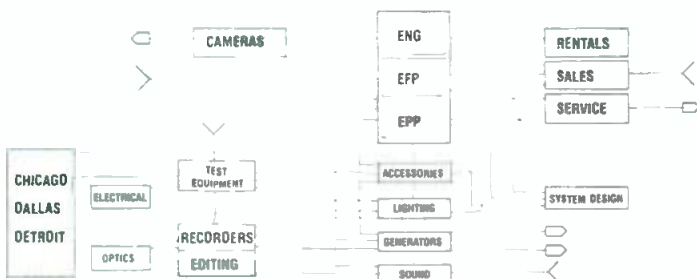 CAMERAS
ENG
EFP
EPP
RENTALS
SALES
SERVICE
CHICAGO
DALLAS
DETROIT
ELECTRICAL
OPTICS
TEST
EQUIPMENT
RECORDERS
EDITING
ACCESSORIES
LIGHTING
GENERATORS
SOUND
SYSTEM DESIGN